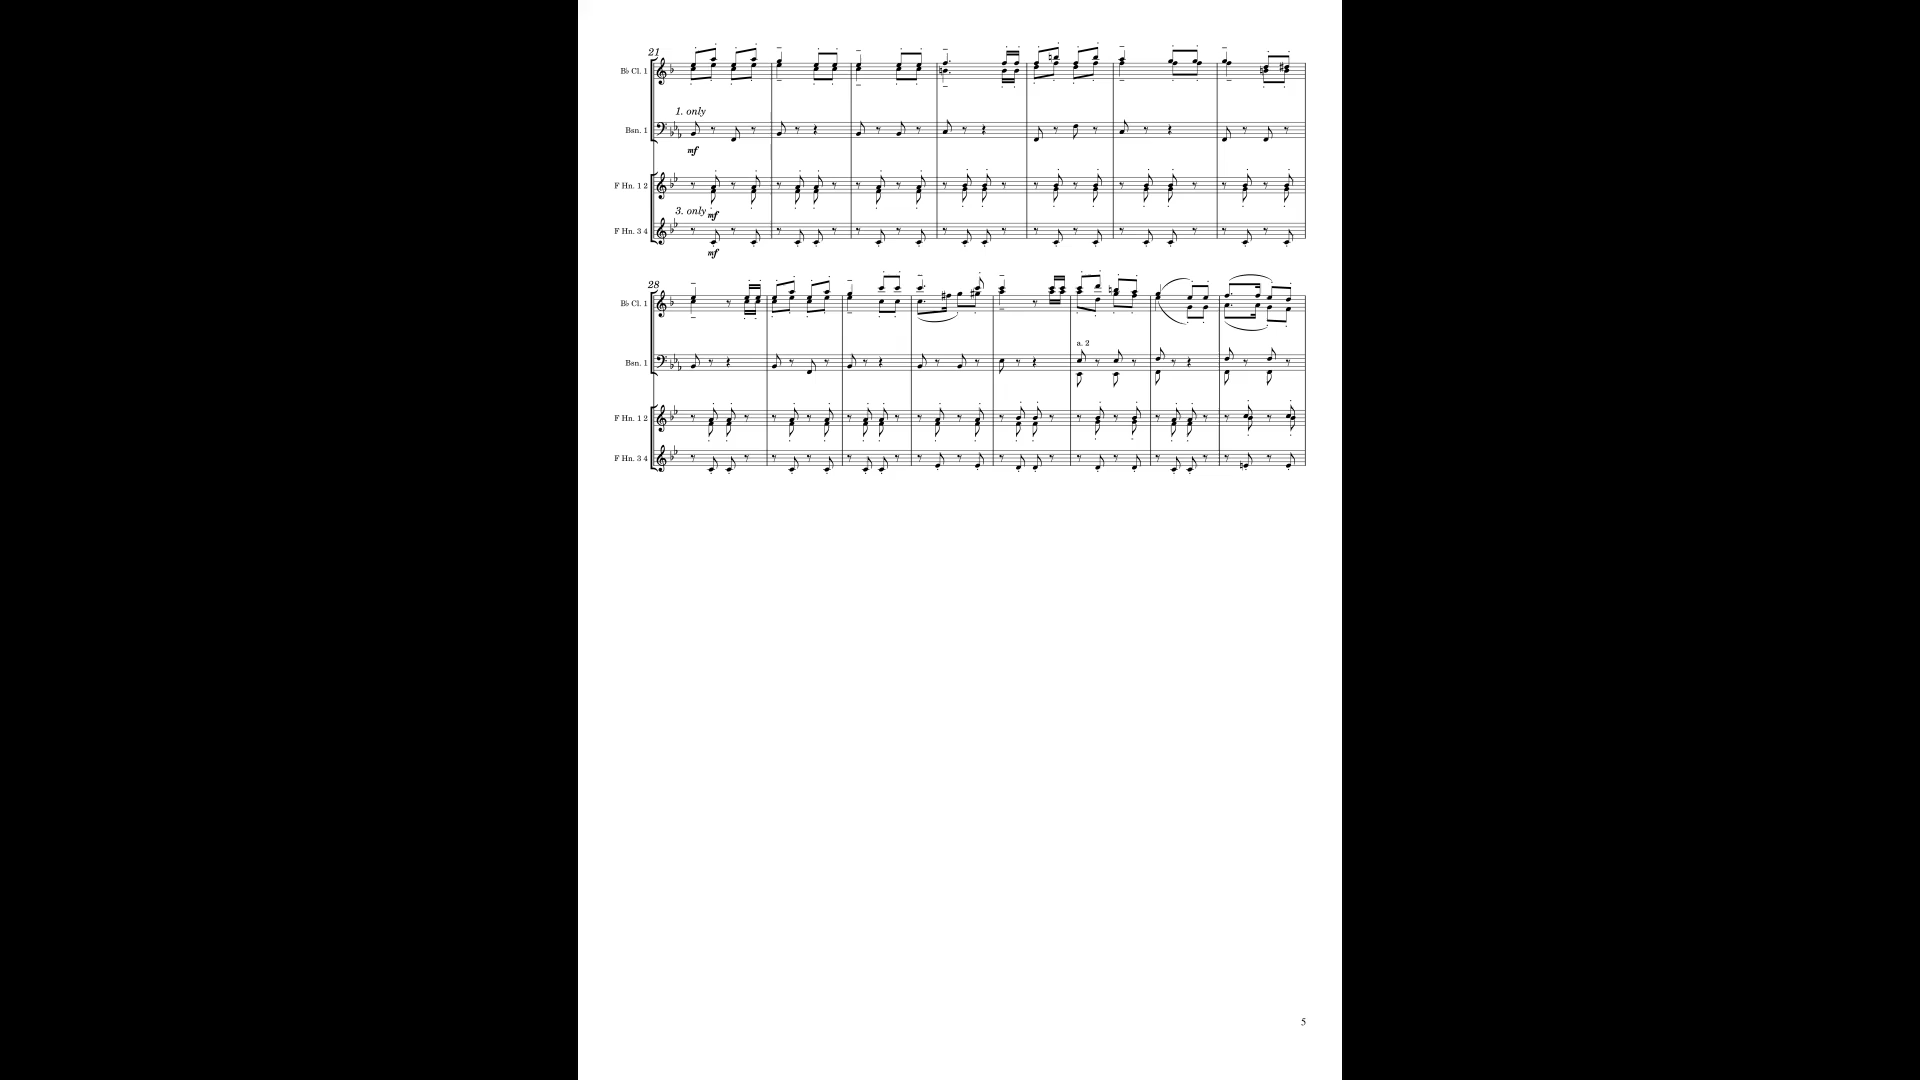 21
B♭ Cl. 1
1. only
Bsn. 1
mf
F Hn. 1 2
3. only mf
F Hn. 3 4
mf
28
B♭ Cl. 1
a. 2
Bsn. 1
F Hn. 1 2
F Hn. 3 4
5